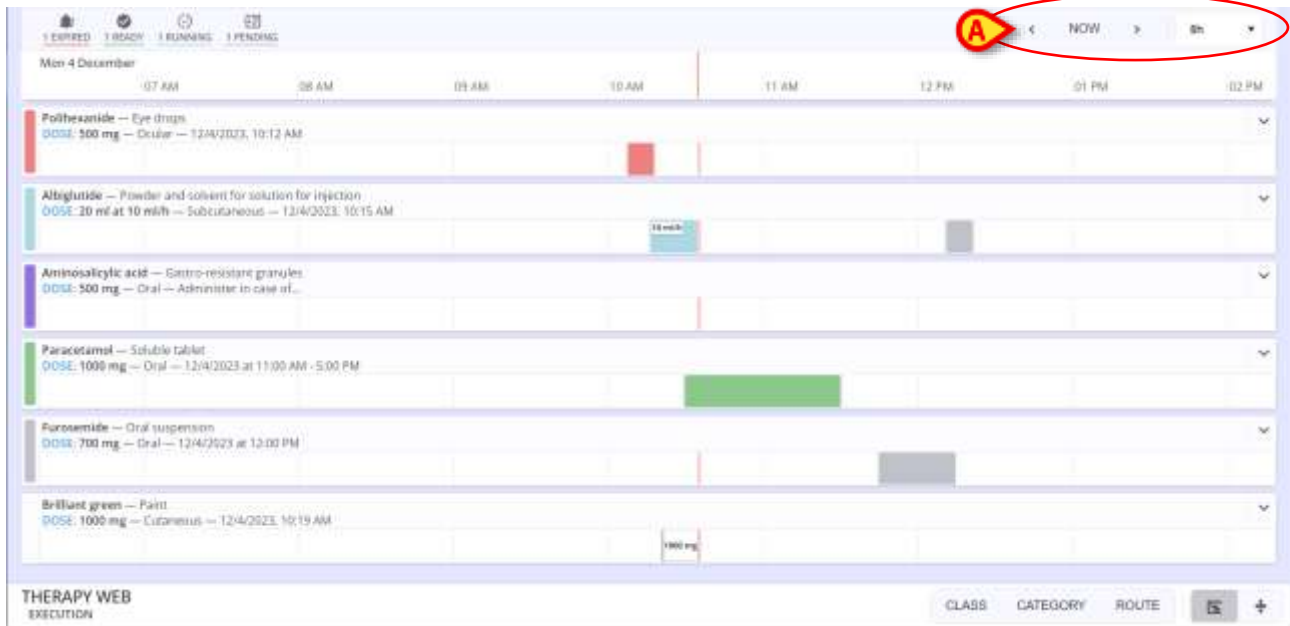 1 EXPIRED 1 READY 1 RUNNING 1 PENDING
A
< NOW > 8h
Mon 4 December
07 AM 08 AM 09 AM 10 AM 11 AM 12 PM 01 PM 02 PM
Polihexanide — Eye drops
DOSE: 500 mg — Ocular — 12/4/2023, 10:12 AM
Albiglutide — Powder and solvent for solution for injection
DOSE: 20 ml at 10 ml/h — Subcutaneous — 12/4/2023, 10:15 AM
10 ml/h
Aminosalicylic acid — Gastro-resistant granules
DOSE: 500 mg — Oral — Administer in case of...
Paracetamol — Soluble tablet
DOSE: 1000 mg — Oral — 12/4/2023 at 11:00 AM - 5:00 PM
Furosemide — Oral suspension
DOSE: 700 mg — Oral — 12/4/2023 at 12:00 PM
Brilliant green — Paint
DOSE: 1000 mg — Cutaneous — 12/4/2023, 10:19 AM
1000 mg
THERAPY WEB
EXECUTION
CLASS CATEGORY ROUTE